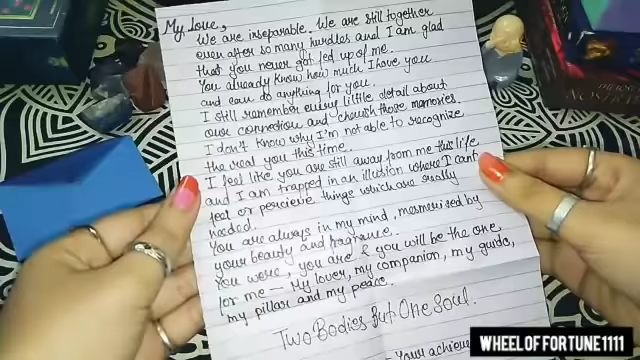 My Love,
We are inseparable. We are still together
even after so many hurdles and I am glad
that you never got fed up of me.
You already know how much I love you
and can do anything for you.
I still remember every little detail about
our connection and cherish those memories.
I don't know why I'm not able to recognize
the real you this time.
I feel like you are still away from me this life
and I am trapped in an illusion where I can't
feel or percieve things which are really
needed.
You are always in my mind, mesmerised by
your beauty and fragrance.
You were, you are & you will be the one
for me - My lover, my companion, my guide,
my pillar and my peace.
Two Bodies But One Soul.
Your
WHEEL OF FORTUNE1111